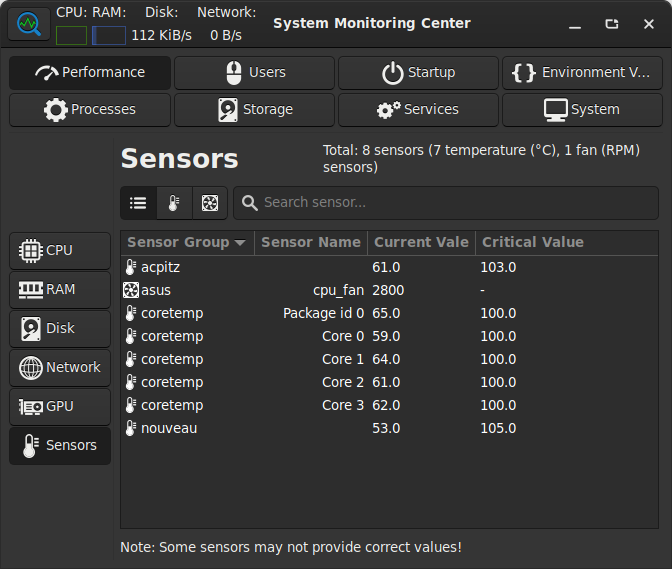 CPU: RAM: Disk: Network:
112 KiB/s 0 B/s
System Monitoring Center
Performance Users Startup Environment V...
Processes Storage Services System
Sensors
Total: 8 sensors (7 temperature (°C), 1 fan (RPM)
sensors)
Search sensor...
CPU
RAM
Disk
Network
GPU
Sensors
Sensor Group Sensor Name Current Vale Critical Value
acpitz 61.0 103.0
asus cpu_fan 2800 -
coretemp Package id 0 65.0 100.0
coretemp Core 0 59.0 100.0
coretemp Core 1 64.0 100.0
coretemp Core 2 61.0 100.0
coretemp Core 3 62.0 100.0
nouveau 53.0 105.0
Note: Some sensors may not provide correct values!